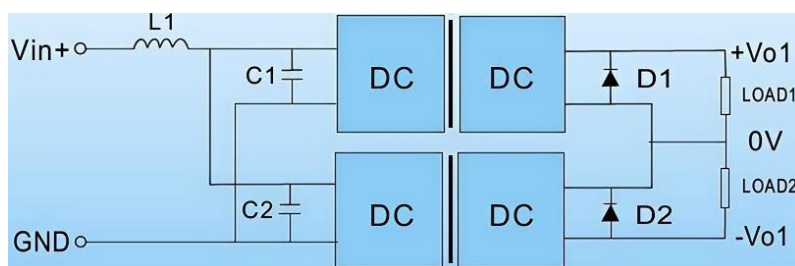 L1
Vin+
C1
DC
DC
D1
+Vo1
LOAD1
0V
C2
DC
DC
D2
LOAD2
GND
-Vo1